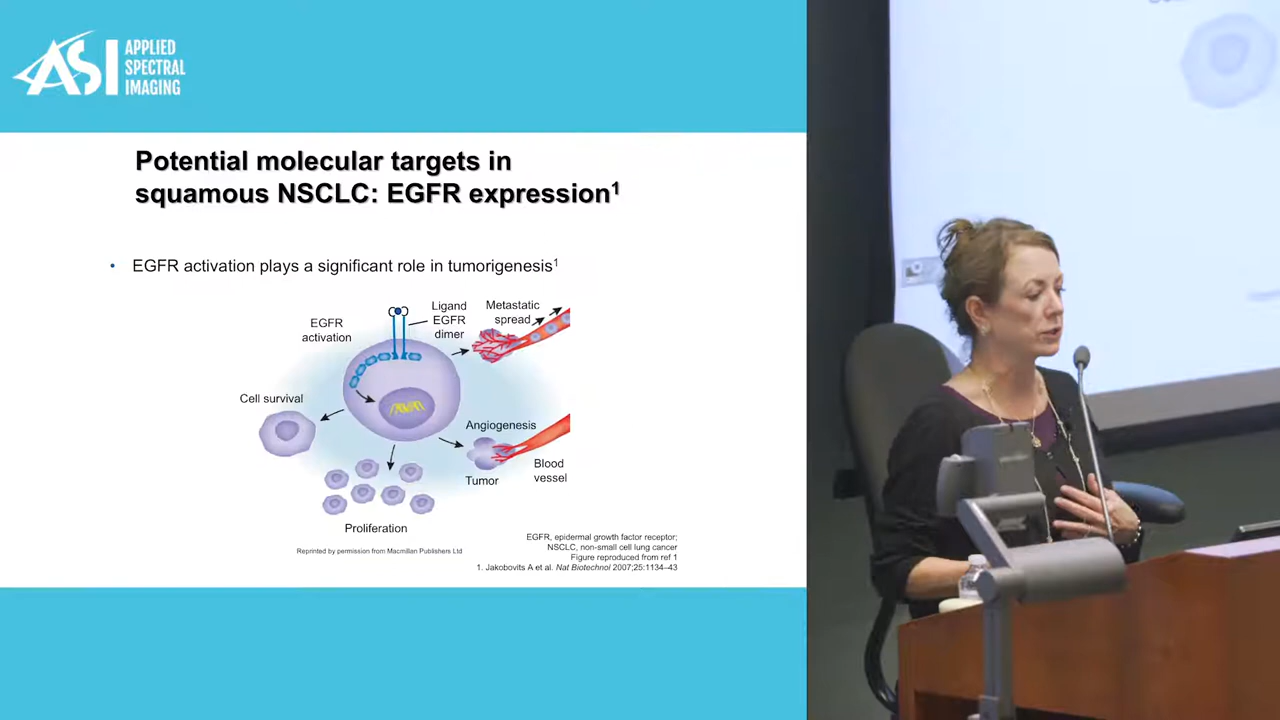 ASI
APPLIED
SPECTRAL
IMAGING
Potential molecular targets in
squamous NSCLC: EGFR expression¹
• EGFR activation plays a significant role in tumorigenesis¹
EGFR
activation
Ligand
EGFR
dimer
Metastatic
spread
Cell survival
Angiogenesis
Blood
vessel
Tumor
Proliferation
Reprinted by permission from Macmillan Publishers Ltd
EGFR, epidermal growth factor receptor;
NSCLC, non-small cell lung cancer
Figure reproduced from ref 1
1. Jakobovits A et al. Nat Biotechnol 2007;25:1134–43